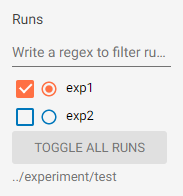 Runs
Write a regex to filter ru...
exp1
exp2
TOGGLE ALL RUNS
../experiment/test